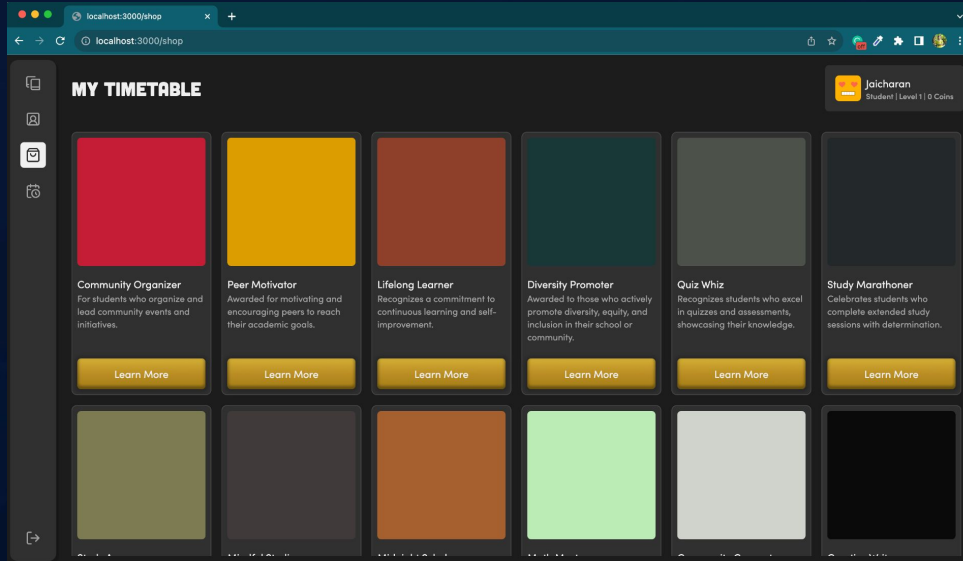 localhost:3000/shop
localhost:3000/shop
MY TIMETABLE
Jaicharan
Student | Level 1 | 0 Coins
Community Organizer
For students who organize and
lead community events and
initiatives.
Learn More
Peer Motivator
Awarded for motivating and
encouraging peers to reach
their academic goals.
Learn More
Lifelong Learner
Recognizes a commitment to
continuous learning and self-
improvement.
Learn More
Diversity Promoter
Awarded to those who actively
promote diversity, equity, and
inclusion in their school or
community.
Learn More
Quiz Whiz
Recognizes students who excel
in quizzes and assessments,
showcasing their knowledge.
Learn More
Study Marathoner
Celebrates students who
complete extended study
sessions with determination.
Learn More